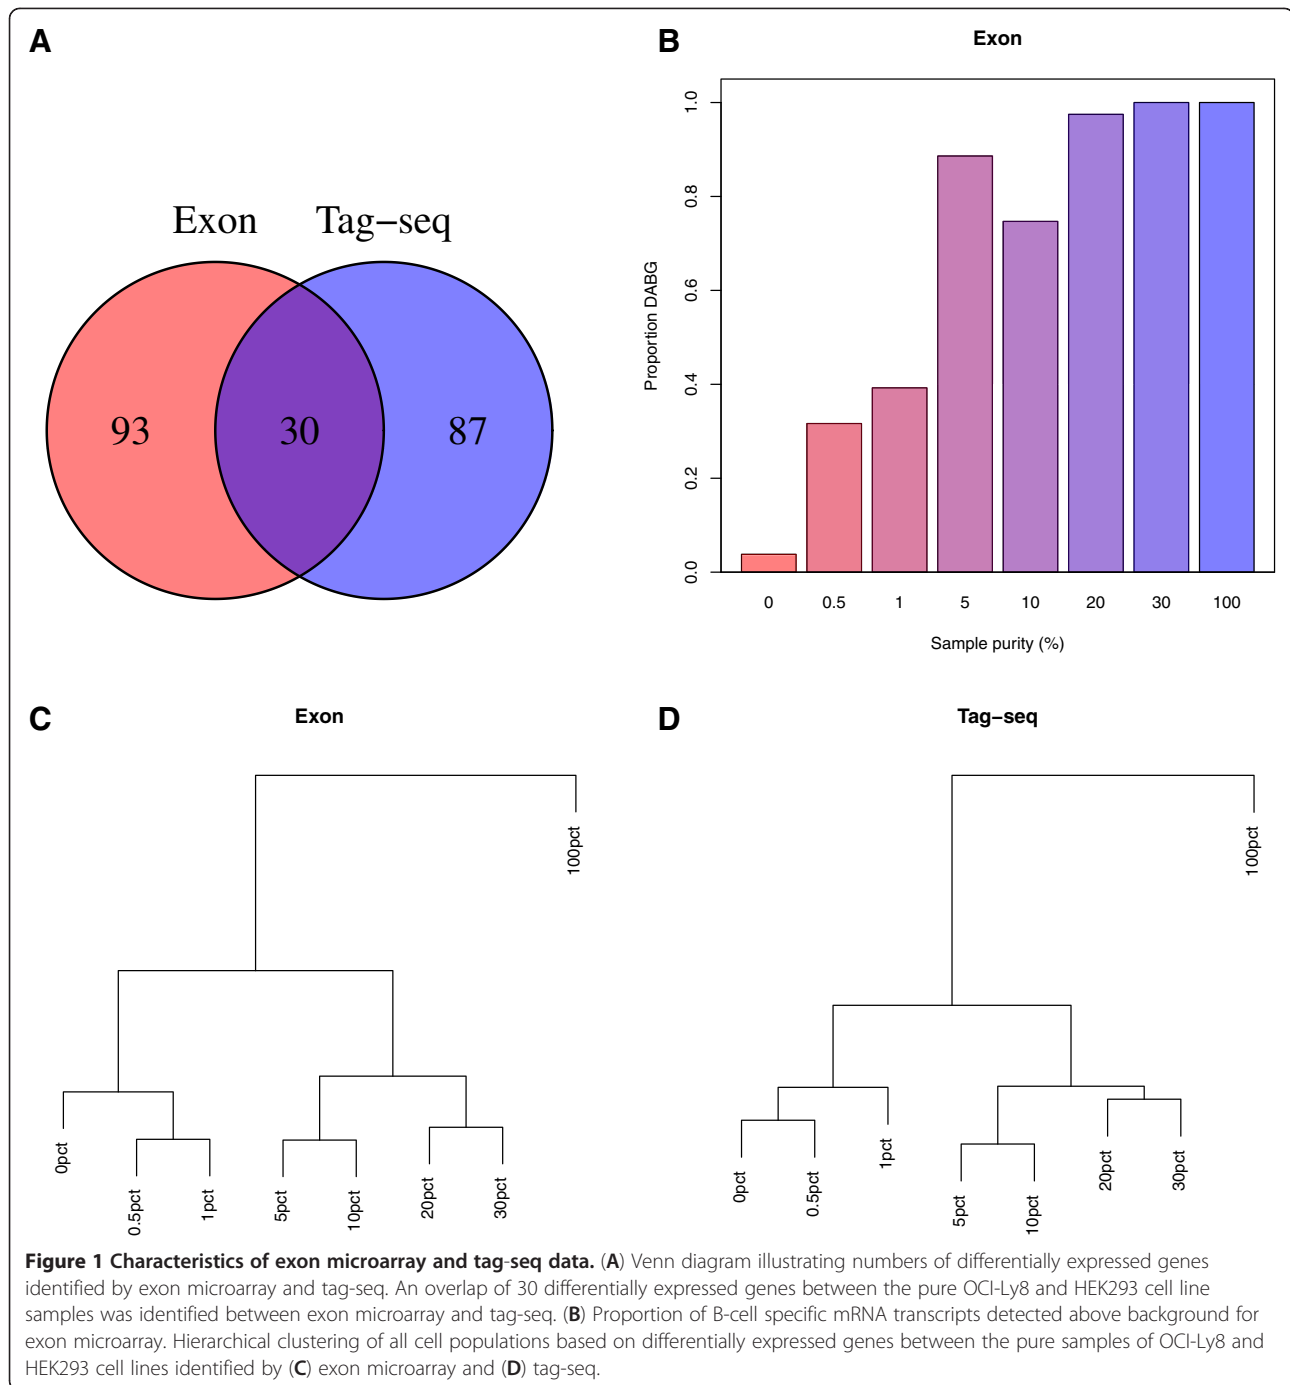 A
Exon Tag−seq
93 30 87
B
Exon
Proportion DABG
1.0
0.8
0.6
0.4
0.2
0.0
0 0.5 1 5 10 20 30 100
Sample purity (%)
C
Exon
100pct
0pct
0.5pct
1pct
5pct
10pct
20pct
30pct
D
Tag−seq
100pct
0pct
0.5pct
1pct
5pct
10pct
20pct
30pct
Figure 1 Characteristics of exon microarray and tag-seq data. (A) Venn diagram illustrating numbers of differentially expressed genes
identified by exon microarray and tag-seq. An overlap of 30 differentially expressed genes between the pure OCI-Ly8 and HEK293 cell line
samples was identified between exon microarray and tag-seq. (B) Proportion of B-cell specific mRNA transcripts detected above background for
exon microarray. Hierarchical clustering of all cell populations based on differentially expressed genes between the pure samples of OCI-Ly8 and
HEK293 cell lines identified by (C) exon microarray and (D) tag-seq.